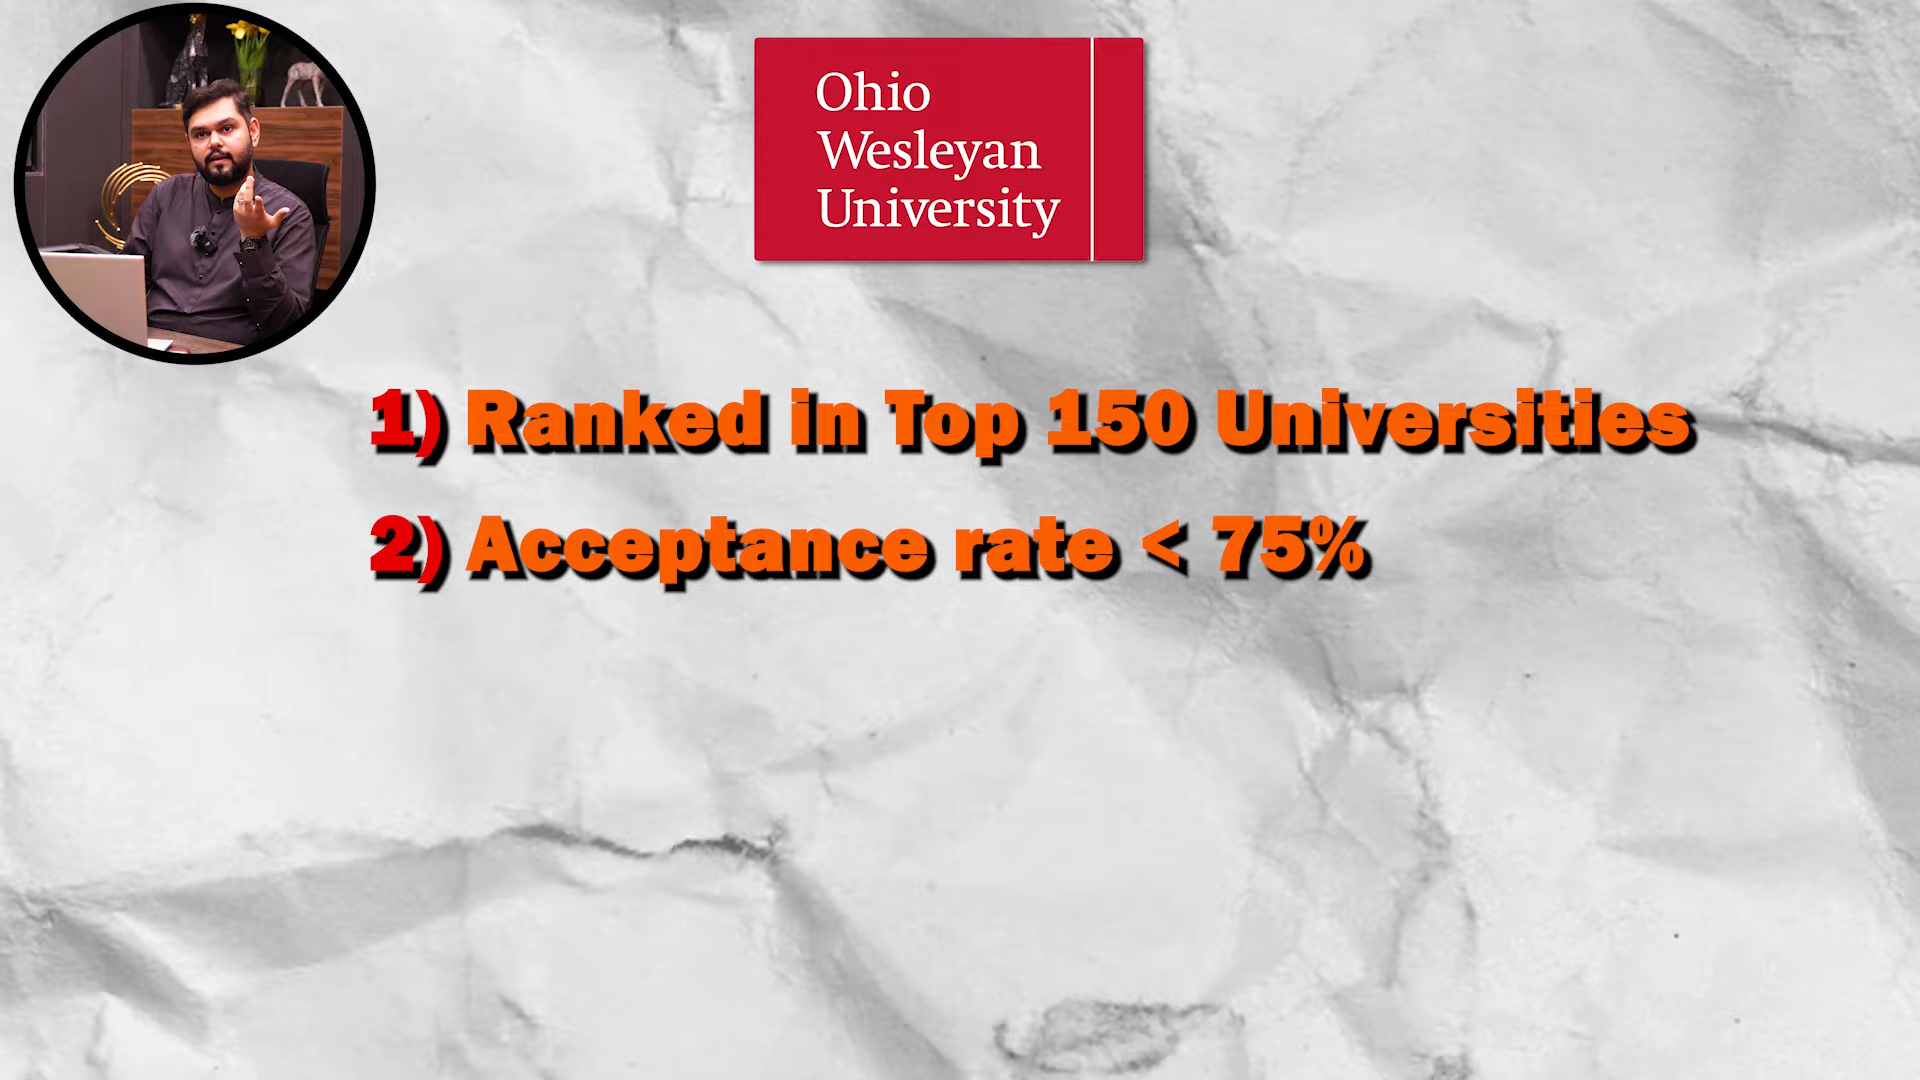 Ohio
Wesleyan
University
1) Ranked in Top 150 Universities
2) Acceptance rate < 75%